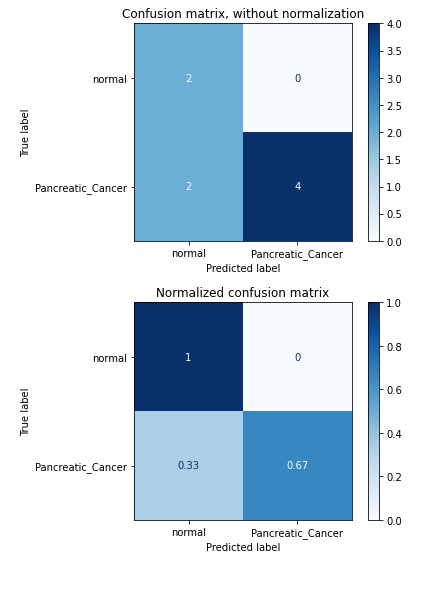 Confusion matrix, without normalization
4.0
3.5
normal
2
0
3.0
2.5
True label
2.0
1.5
Pancreatic_Cancer
2
4
1.0
0.5
0.0
normal
Pancreatic_Cancer
Predicted label
Normalized confusion matrix
1.0
normal
1
0
0.8
0.6
True label
0.4
Pancreatic_Cancer
0.33
0.67
0.2
0.0
normal
Pancreatic_Cancer
Predicted label